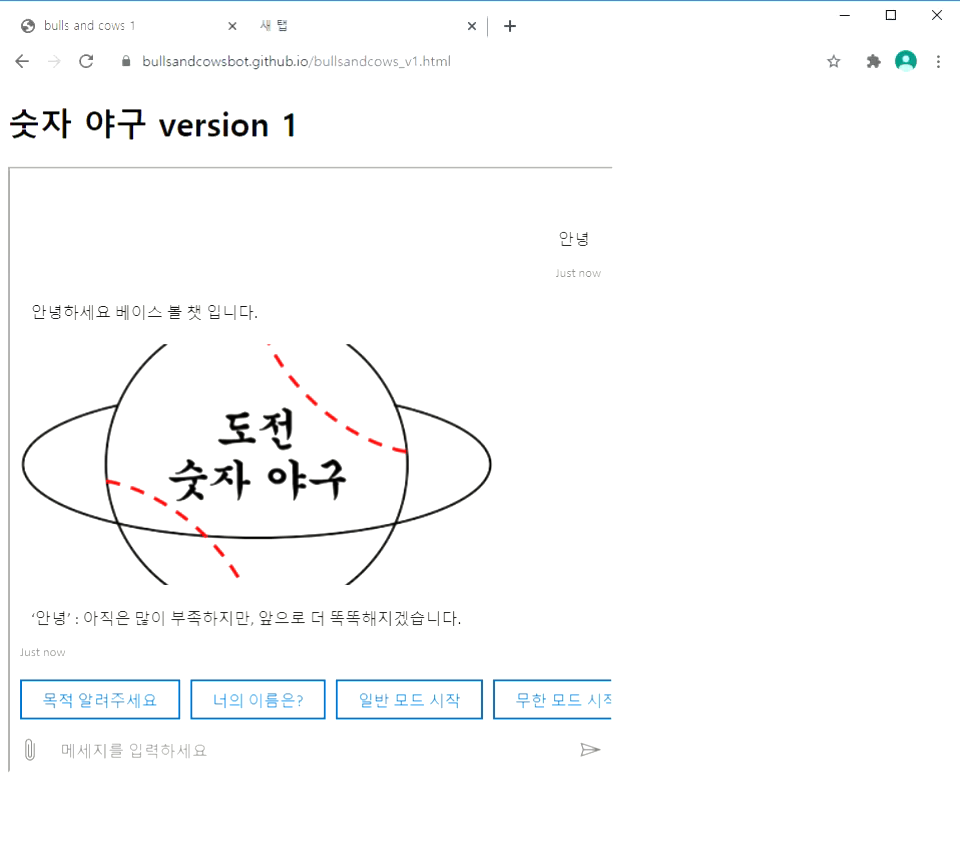 bulls and cows 1
새 탭
bullsandcowsbot.github.io/bullsandcows_v1.html
숫자 야구 version 1
안녕
Just now
안녕하세요 베이스 볼 챗 입니다.
도전
숫자 야구
‘안녕’ : 아직은 많이 부족하지만, 앞으로 더 똑똑해지겠습니다.
Just now
목적 알려주세요
너의 이름은?
일반 모드 시작
무한 모드 시작
메세지를 입력하세요